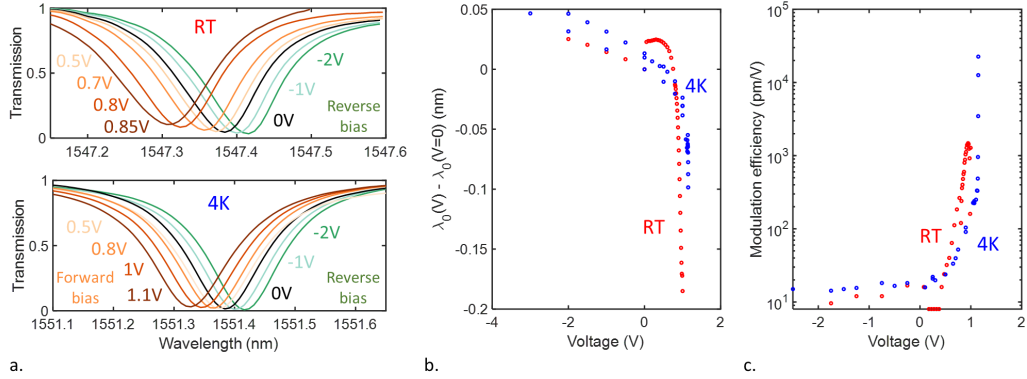 RT
0.5V
0.7V
0.8V
0.85V
-2V
-1V
0V
Reverse
bias
Transmission
1
0.5
0
1547.2 1547.3 1547.4 1547.5 1547.6
4K
0.5V
0.8V
Forward
bias
1V
1.1V
-2V
-1V
0V
Reverse
bias
Transmission
1
0.5
0
1551.1 1551.2 1551.3 1551.4 1551.5 1551.6
Wavelength (nm)
a.
λ0(V) - λ0(V=0) (nm)
0.05
0
-0.05
-0.1
-0.15
-0.2
4K
RT
-4 -2 0 2
Voltage (V)
b.
Modulation efficiency (pm/V)
10^5
10^4
10^3
10^2
10^1
RT
4K
-2 -1 0 1 2
Voltage (V)
c.